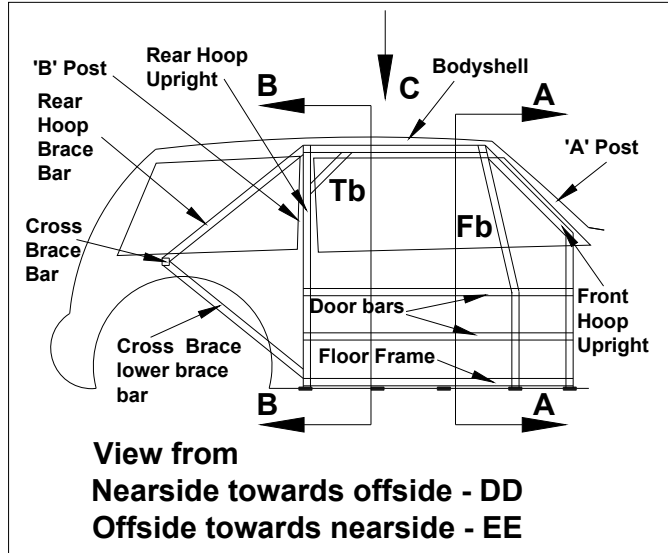 Rear Hoop
Upright
'B' Post
Rear
Hoop
Brace
Bar
B
C
Bodyshell
A
'A' Post
Tb
Fb
Cross
Brace
Bar
Door bars
Front
Hoop
Upright
Cross Brace
lower brace
bar
Floor Frame
B
A
View from
Nearside towards offside - DD
Offside towards nearside - EE